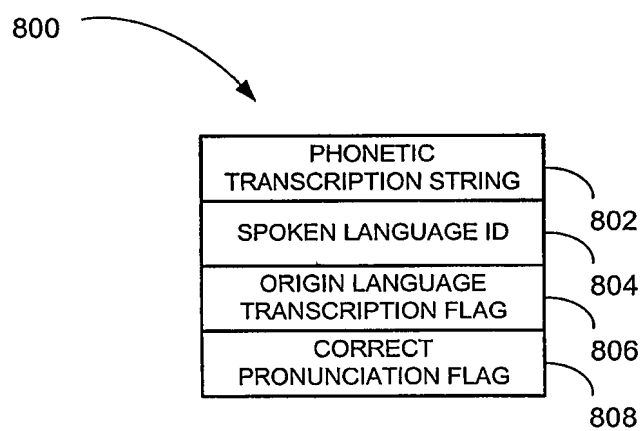 800
PHONETIC
TRANSCRIPTION STRING
802
SPOKEN LANGUAGE ID
804
ORIGIN LANGUAGE
TRANSCRIPTION FLAG
806
CORRECT
PRONUNCIATION FLAG
808